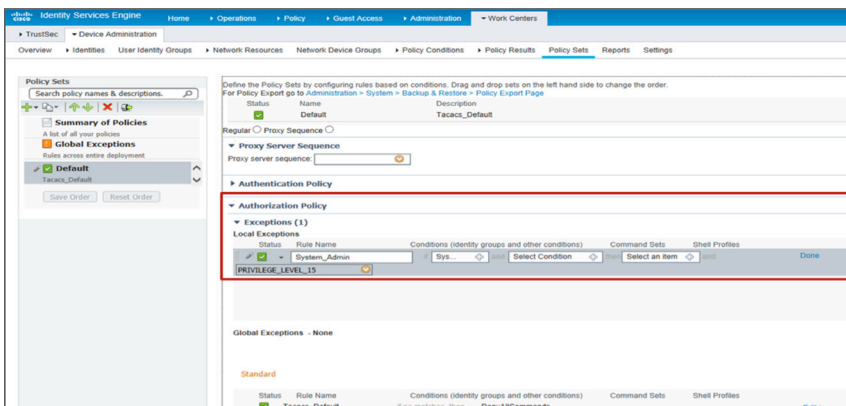 cisco Identity Services Engine Home Operations Policy Guest Access Administration Work Centers
TrustSec Device Administration
Overview Identities User Identity Groups Network Resources Network Device Groups Policy Conditions Policy Results Policy Sets Reports Settings
Policy Sets
Search policy names & descriptions.
Summary of Policies
A list of all your policies
Global Exceptions
Rules across entire deployment
Default
Tacacs_Default
Save Order Reset Order
Define the Policy Sets by configuring rules based on conditions. Drag and drop sets on the left hand side to change the order.
For Policy Export go to Administration > System > Backup & Restore > Policy Export Page
Status Name Description
Default Tacacs_Default
Regular Proxy Sequence
Proxy Server Sequence
Proxy server sequence:
Authentication Policy
Authorization Policy
Exceptions (1)
Local Exceptions
Status Rule Name Conditions (identity groups and other conditions) Command Sets Shell Profiles
System_Admin if Sys... and Select Condition then Select an item and Done
PRIVILEGE_LEVEL_15
Global Exceptions - None
Standard
Status Rule Name Conditions (identity groups and other conditions) Command Sets Shell Profiles
Tacacs_Default